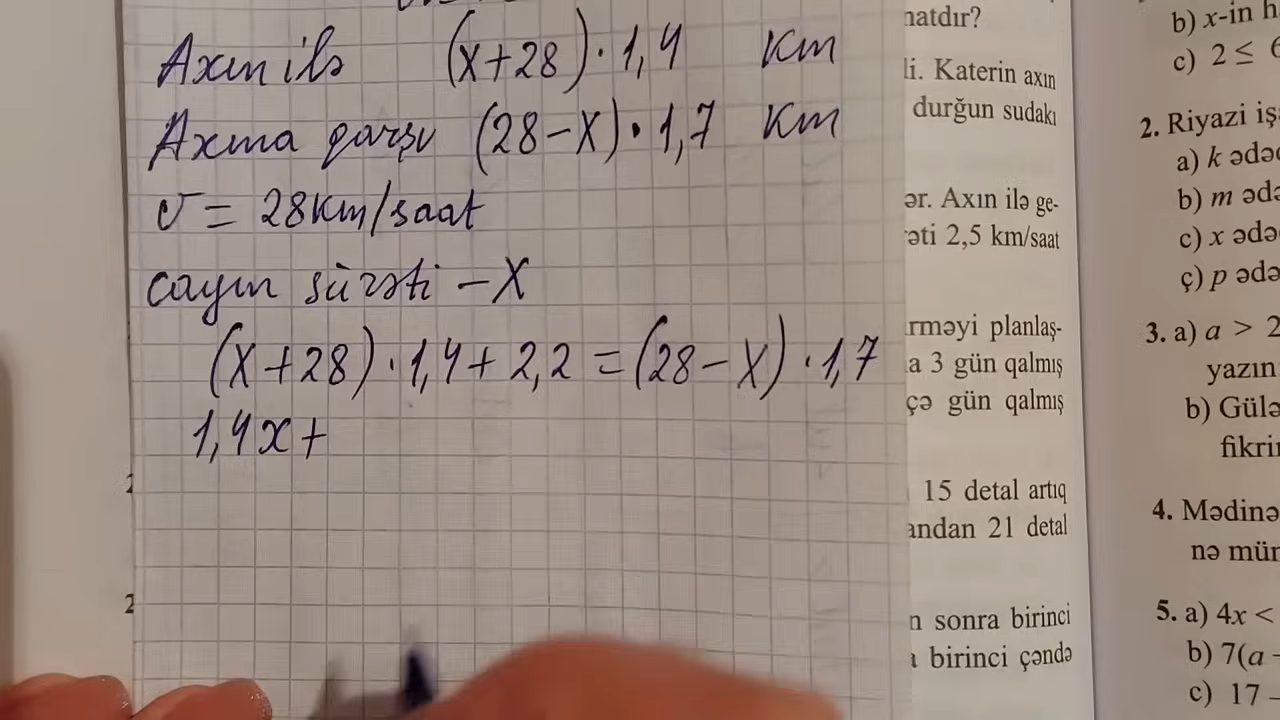 Axın ilə (x+28)·1,4 km
Axına qarşı (28-x)·1,7 km
v = 28km/saat
çayın sürəti -x
(x+28)·1,4+2,2=(28-x)·1,7
1,4x+
natdır?
li. Katerin axın
durğun sudakı
ər. Axın ilə ge-
əti 2,5 km/saat
rməyi planlaş-
a 3 gün qalmış
çə gün qalmış
15 detal artıq
andan 21 detal
n sonra birinci
birinci çəndə
b) x-in h
c) 2 ≤ 6
2. Riyazi iş
a) k ədə
b) m ədə
c) x ədə
ç) p ədə
3. a) a > 2
yazın
b) Gülə
fikri
4. Mədinə
nə mü
5. a) 4x <
b) 7(a -
c) 17 -